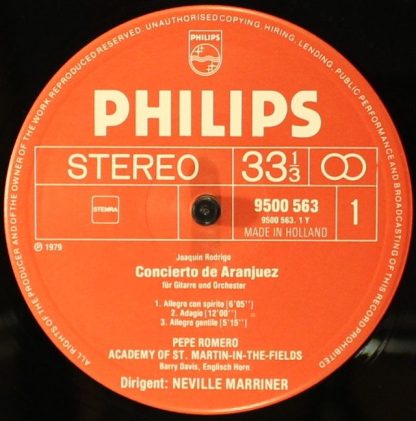 ALL RIGHTS OF THE PRODUCER AND OF THE OWNER OF THE WORK REPRODUCED RESERVED. UNAUTHORISED COPYING, HIRING, LENDING, PUBLIC PERFORMANCE AND BROADCASTING OF THIS RECORD PROHIBITED
PHILIPS
PHILIPS
STEREO
33 1/3
STEMRA
9500 563
9500 563. 1 Y
MADE IN HOLLAND
1
℗ 1979
Joaquin Rodrigo
Concierto de Aranjuez
für Gitarre und Orchester
1. Allegro con spirito [6'05'']
2. Adagio [12'00'']
3. Allegro gentile [5'15'']
PEPE ROMERO
ACADEMY OF ST. MARTIN-IN-THE-FIELDS
Barry Davis, Englisch Horn
Dirigent: NEVILLE MARRINER